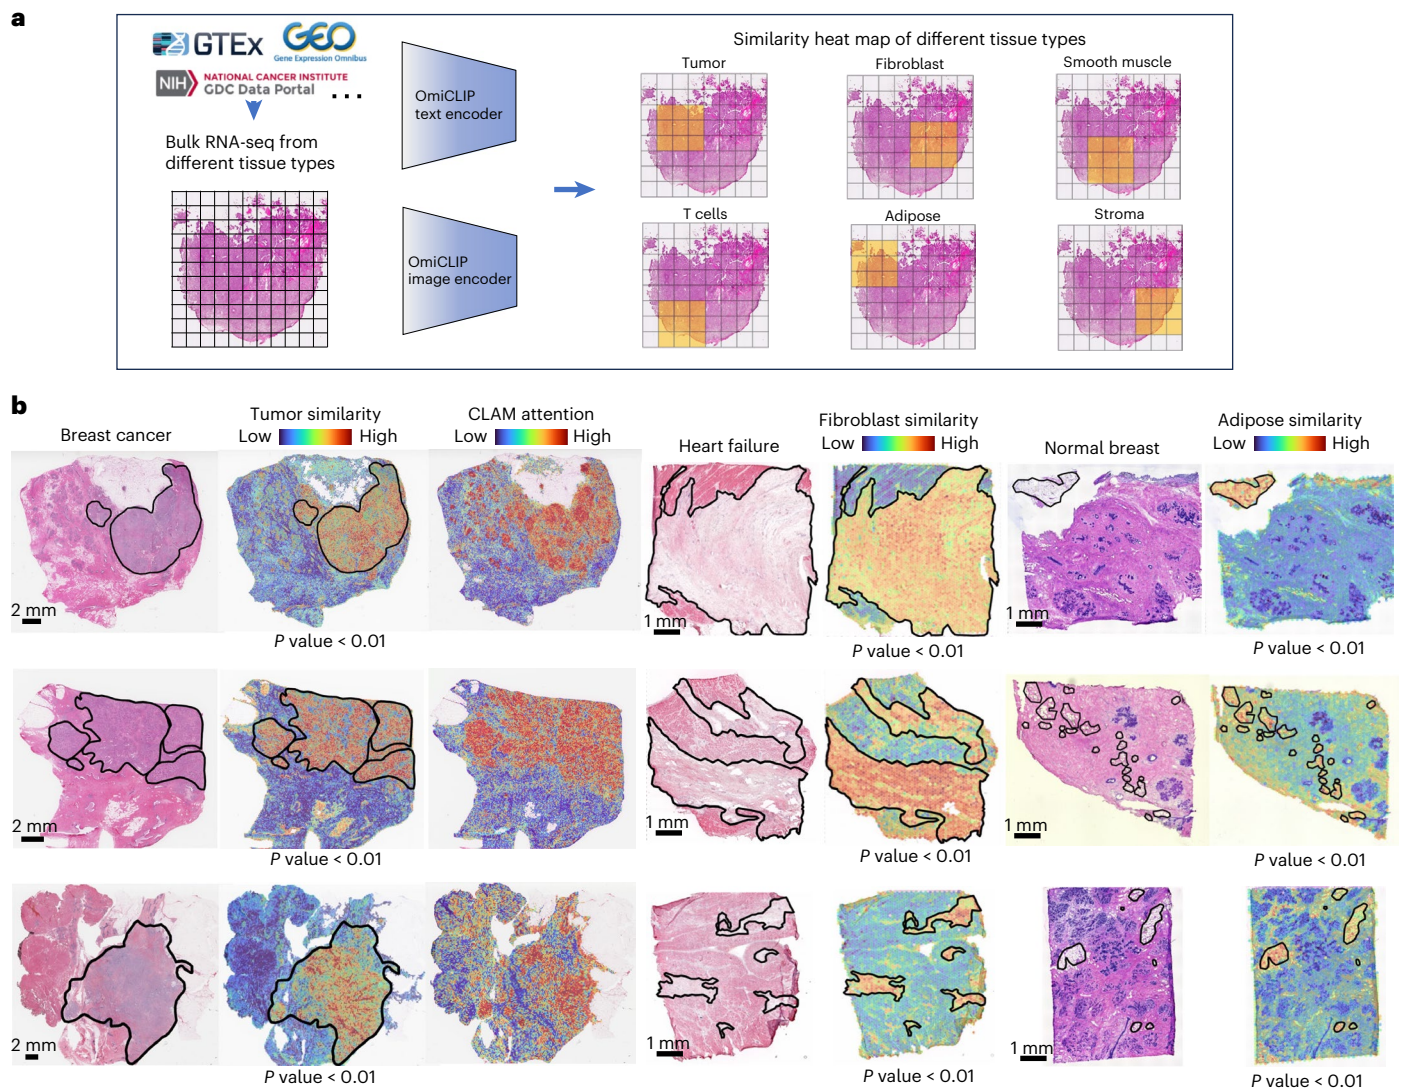 a
GTEx
GEO
Gene Expression Omnibus
NIH
NATIONAL CANCER INSTITUTE
GDC Data Portal
...
Bulk RNA-seq from
different tissue types
OmiCLIP
text encoder
OmiCLIP
image encoder
Similarity heat map of different tissue types
Tumor
Fibroblast
Smooth muscle
T cells
Adipose
Stroma
b
Breast cancer
Tumor similarity
Low
High
CLAM attention
Low
High
Heart failure
Fibroblast similarity
Low
High
Normal breast
Adipose similarity
Low
High
2 mm
P value < 0.01
1 mm
P value < 0.01
1 mm
P value < 0.01
2 mm
P value < 0.01
1 mm
P value < 0.01
1 mm
P value < 0.01
2 mm
P value < 0.01
1 mm
P value < 0.01
1 mm
P value < 0.01